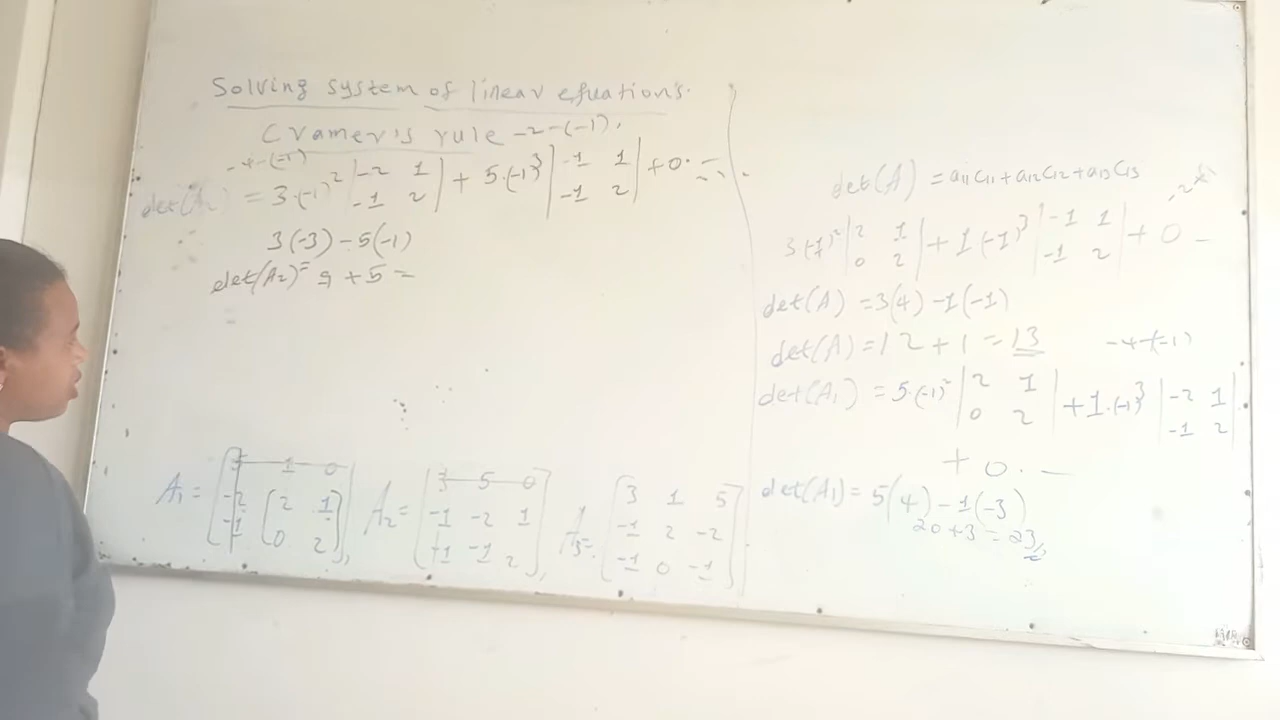 Solving system of linear equations.
Cramer's rule -2-(-1).
-4-(-1)
det(A₂) = 3·(-1)² |-2 1; -1 2| + 5·(-1)³ |-1 1; -1 2| + 0· =
3(-3) - 5(-1)
det(A₂) = 9 + 5 =
A₁ = [5 1 0; -2 2 1; -1 0 2], A₂ = [3 5 0; -1 -2 1; -1 -1 2], A₃ = [3 1 5; -1 2 -2; -1 0 -1].
det(A) = a₁₁c₁₁ + a₁₂c₁₂ + a₁₃c₁₃
3(-1)² |2 1; 0 2| + 1(-1)³ |-1 1; -1 2| + 0 -
det(A) = 3(4) - 1(-1)
det(A) = 12 + 1 = 13
-4-(-1)
det(A₁) = 5·(-1)² |2 1; 0 2| + 1·(-1)³ |-2 1; -1 2|
+ 0· -
det(A₁) = 5(4) - 1(-3)
20 + 3 = 23